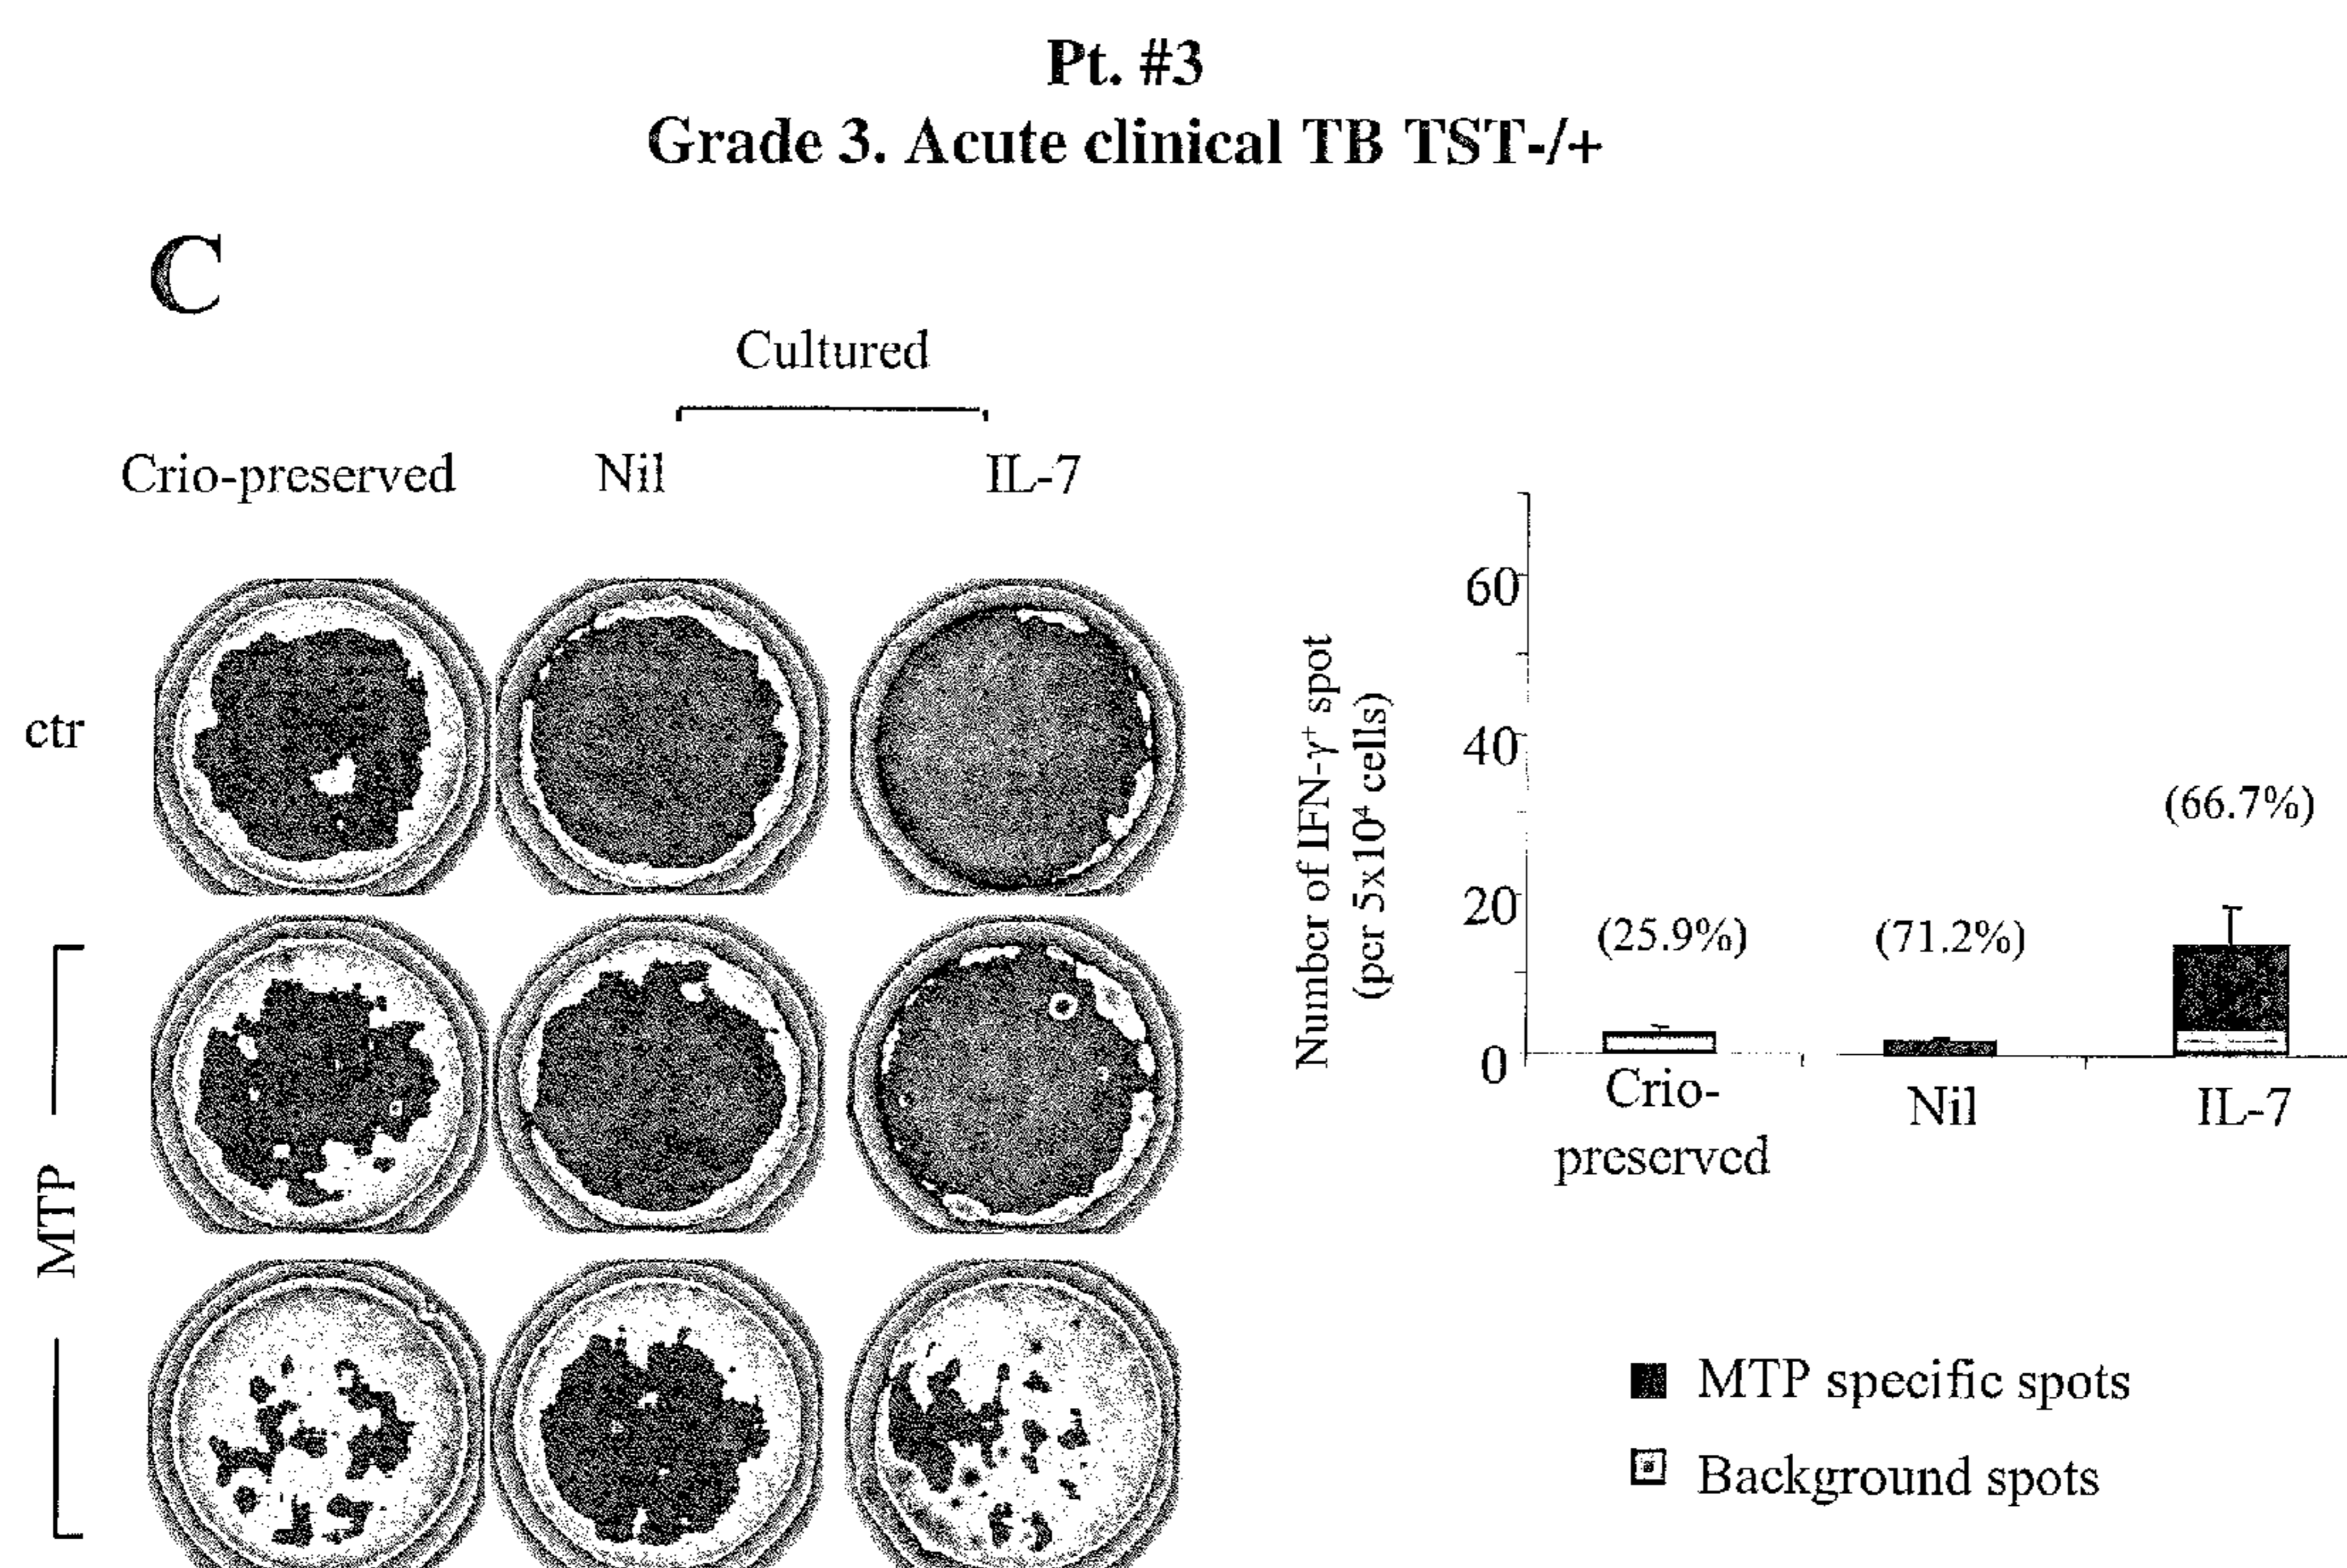 Pt. #3
Grade 3. Acute clinical TB TST-/+
C
Cultured
Crio-preserved Nil IL-7
ctr
MTP
Number of IFN-γ⁺ spot
(per 5x10⁴ cells)
60
40
20
0
(25.9%)
(71.2%)
(66.7%)
Crio-
preserved
Nil
IL-7
MTP specific spots
Background spots